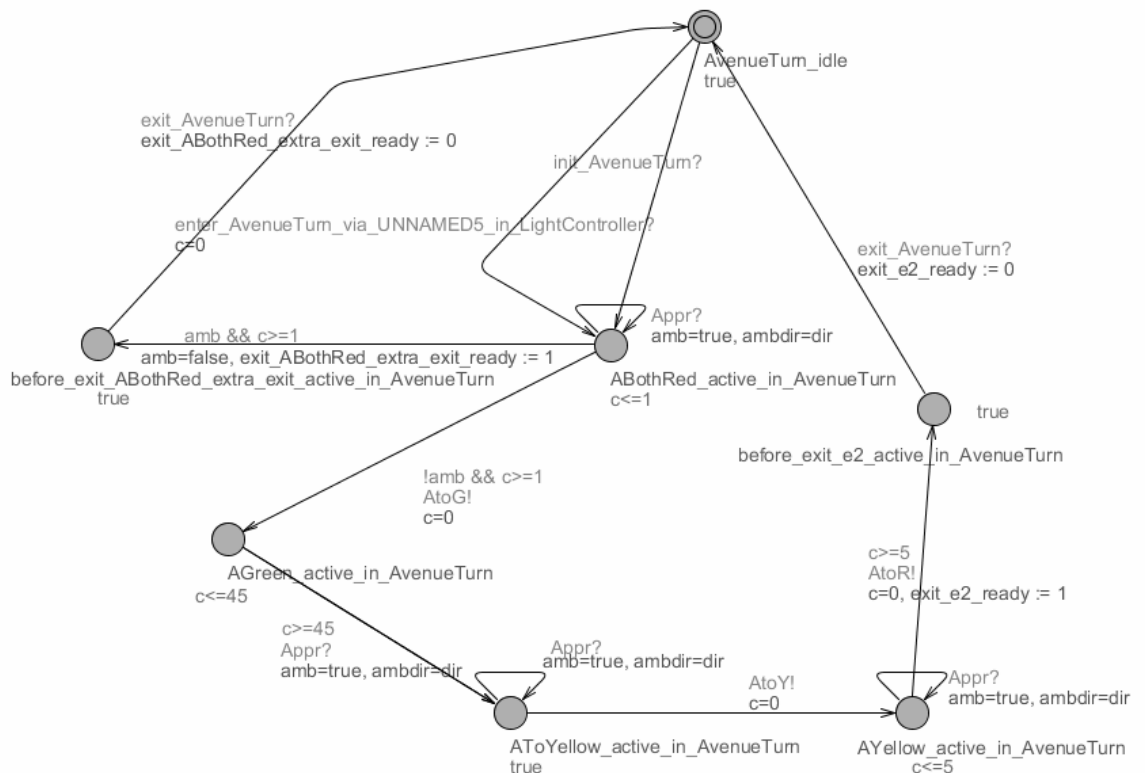 AvenueTurn_idle
true
exit_AvenueTurn?
exit_ABothRed_extra_exit_ready := 0
init_AvenueTurn?
enter_AvenueTurn_via_UNNAMED5_in_LightController?
c=0
exit_AvenueTurn?
exit_e2_ready := 0
Appr?
amb=true, ambdir=dir
amb && c>=1
amb=false, exit_ABothRed_extra_exit_ready := 1
before_exit_ABothRed_extra_exit_active_in_AvenueTurn
true
ABothRed_active_in_AvenueTurn
c<=1
true
before_exit_e2_active_in_AvenueTurn
!amb && c>=1
AtoG!
c=0
AGreen_active_in_AvenueTurn
c<=45
c>=5
AtoR!
c=0, exit_e2_ready := 1
c>=45
Appr?
amb=true, ambdir=dir
Appr?
amb=true, ambdir=dir
AtoY!
c=0
Appr?
amb=true, ambdir=dir
AToYellow_active_in_AvenueTurn
true
AYellow_active_in_AvenueTurn
c<=5